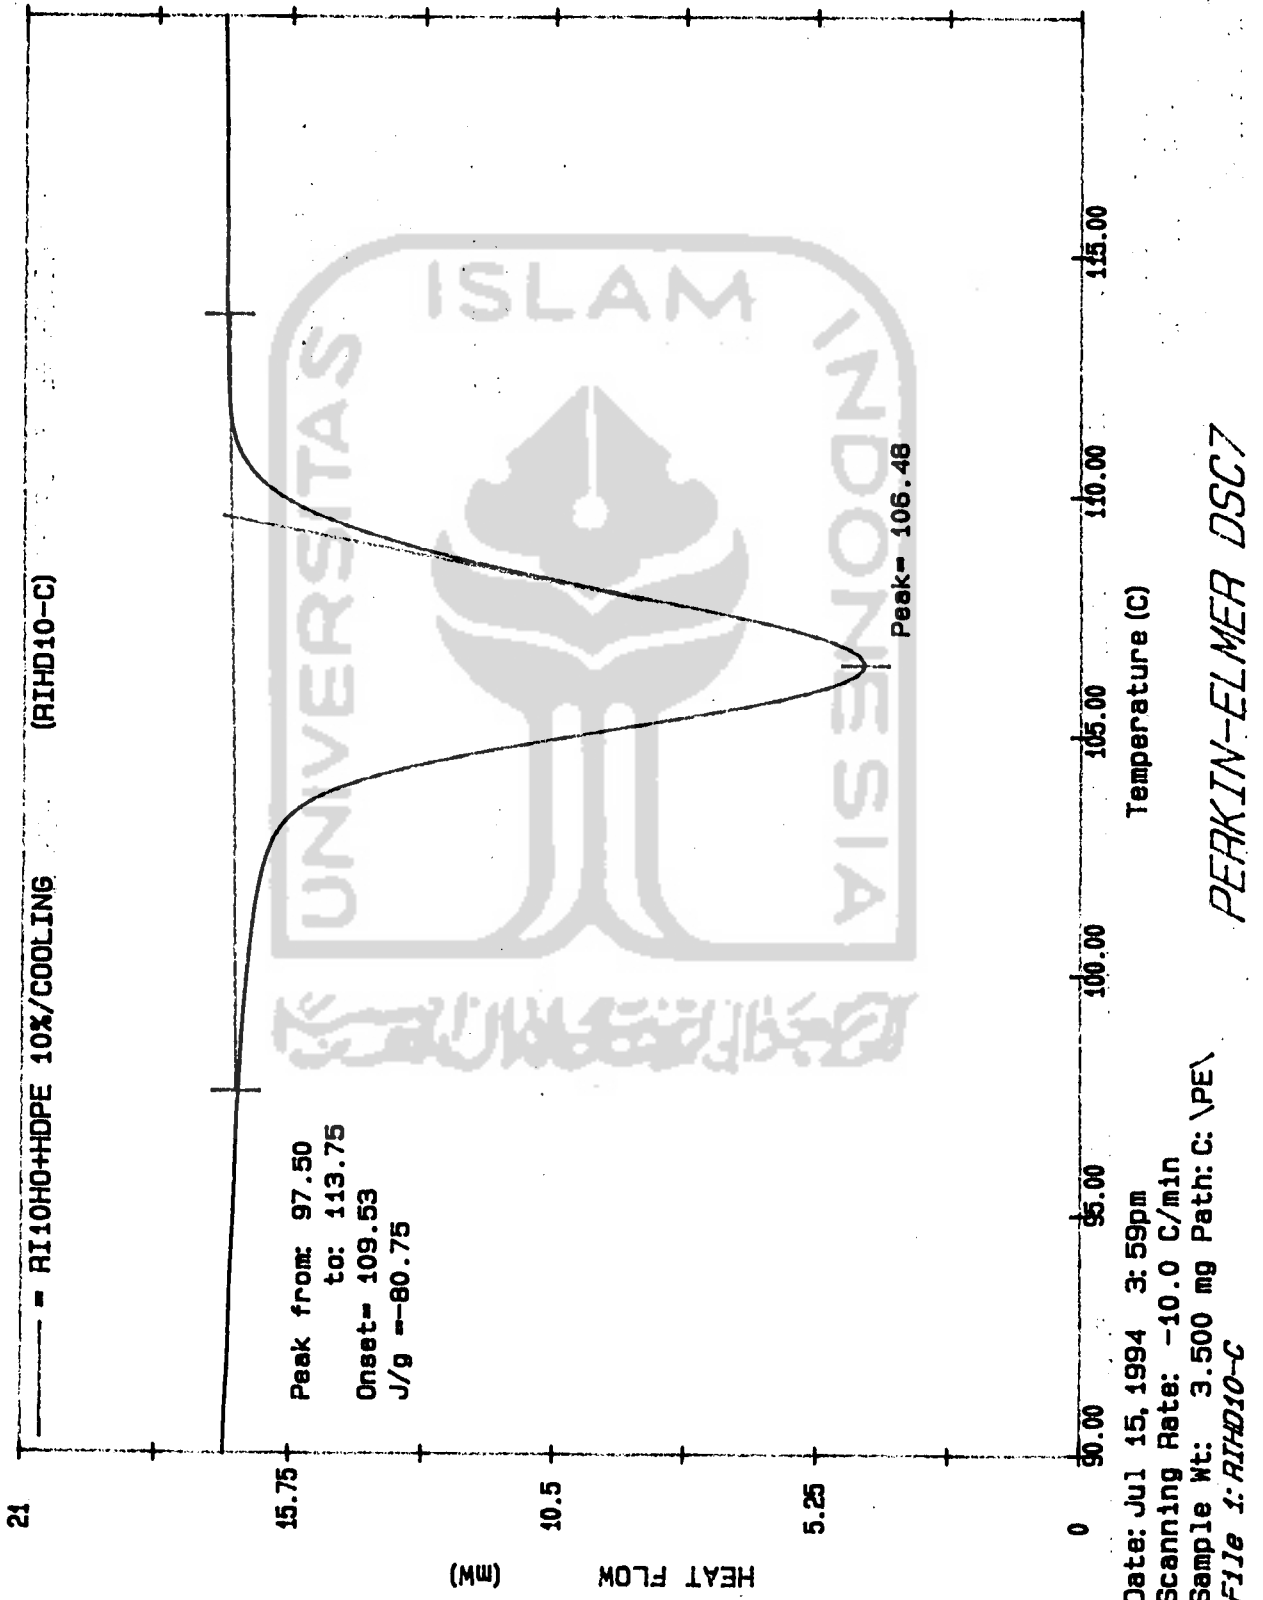 = RI10HO+HDPE 10%/COOLING (RIHD10-C)
21
15.75
10.5
5.25
0
HEAT FLOW (mW)
Peak from: 97.50
to: 113.75
Onset= 109.53
J/g =-80.75
Peak= 106.48
90.00 95.00 100.00 105.00 110.00 115.00
Temperature (C)
Date: Jul 15, 1994 3:59pm
Scanning Rate: -10.0 C/min
Sample Wt: 3.500 mg Path: C:\PE\
File 1: RIHD10-C
PERKIN-ELMER DSC7
UNIVERSITAS
ISLAM
INDONESIA